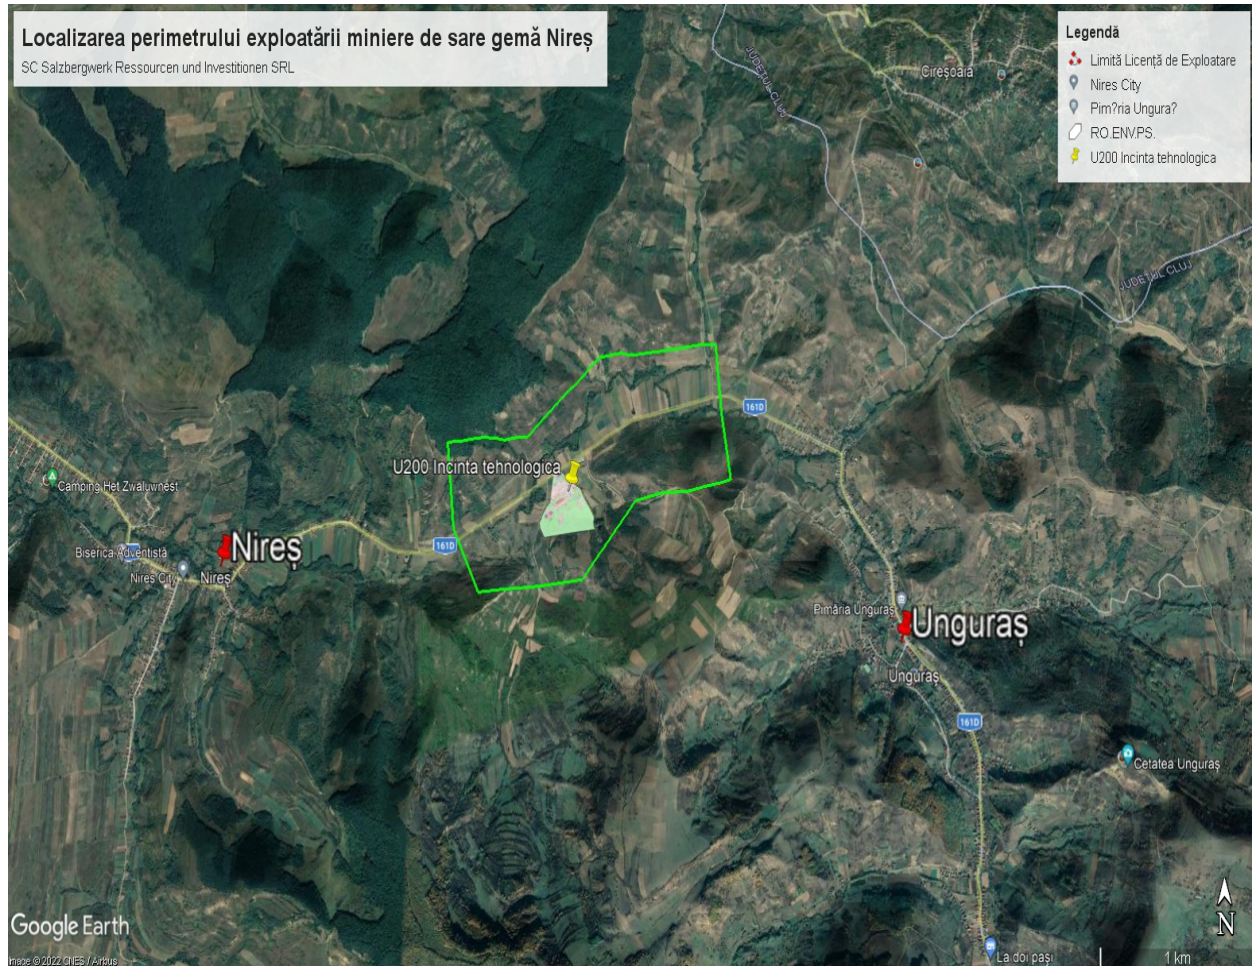 Localizarea perimetrului exploatării miniere de sare gemă Nireș
SC Salzbergwerk Ressourcen und Investitionen SRL
Legendă
Limită Licență de Exploatare
Nires City
Pim?ria Ungura?
RO.ENV.PS.
U200 Incinta tehnologica
Cireșoaia
JUDEȚUL CLUJ
JUDEȚUL CLUJ
JUDEȚUL CLUJ
161D
U200 Incinta tehnologica
Camping Het Zwaluwnest
161D
Biserica Adventistă
Nireș
Nires City
Nireș
Pimăria Unguraș
Unguraș
Unguraș
161D
Cetatea Unguraș
Google Earth
N
La doi pași
1 km
Image © 2022 CNES / Airbus